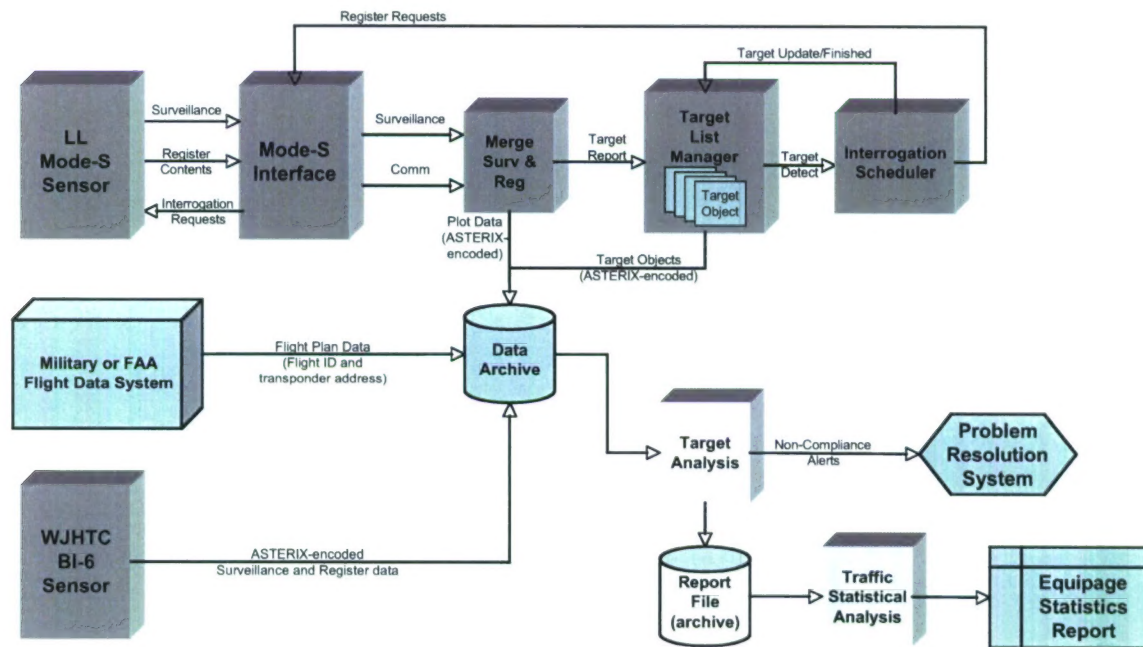 Register Requests
Target Update/Finished
LL
Mode-S
Sensor
Surveillance
Register
Contents
Interrogation
Requests
Mode-S
Interface
Surveillance
Comm
Merge
Surv &
Reg
Target
Report
Target
List
Manager
Target
Object
Target
Detect
Interrogation
Scheduler
Plot Data
(ASTERIX-
encoded)
Target Objects
(ASTERIX-encoded)
Military or FAA
Flight Data System
Flight Plan Data
(Flight ID and
transponder address)
Data
Archive
Target
Analysis
Non-Compliance
Alerts
Problem
Resolution
System
WJHTC
BI-6
Sensor
ASTERIX-encoded
Surveillance and Register data
Report
File
(archive)
Traffic
Statistical
Analysis
Equipage
Statistics
Report